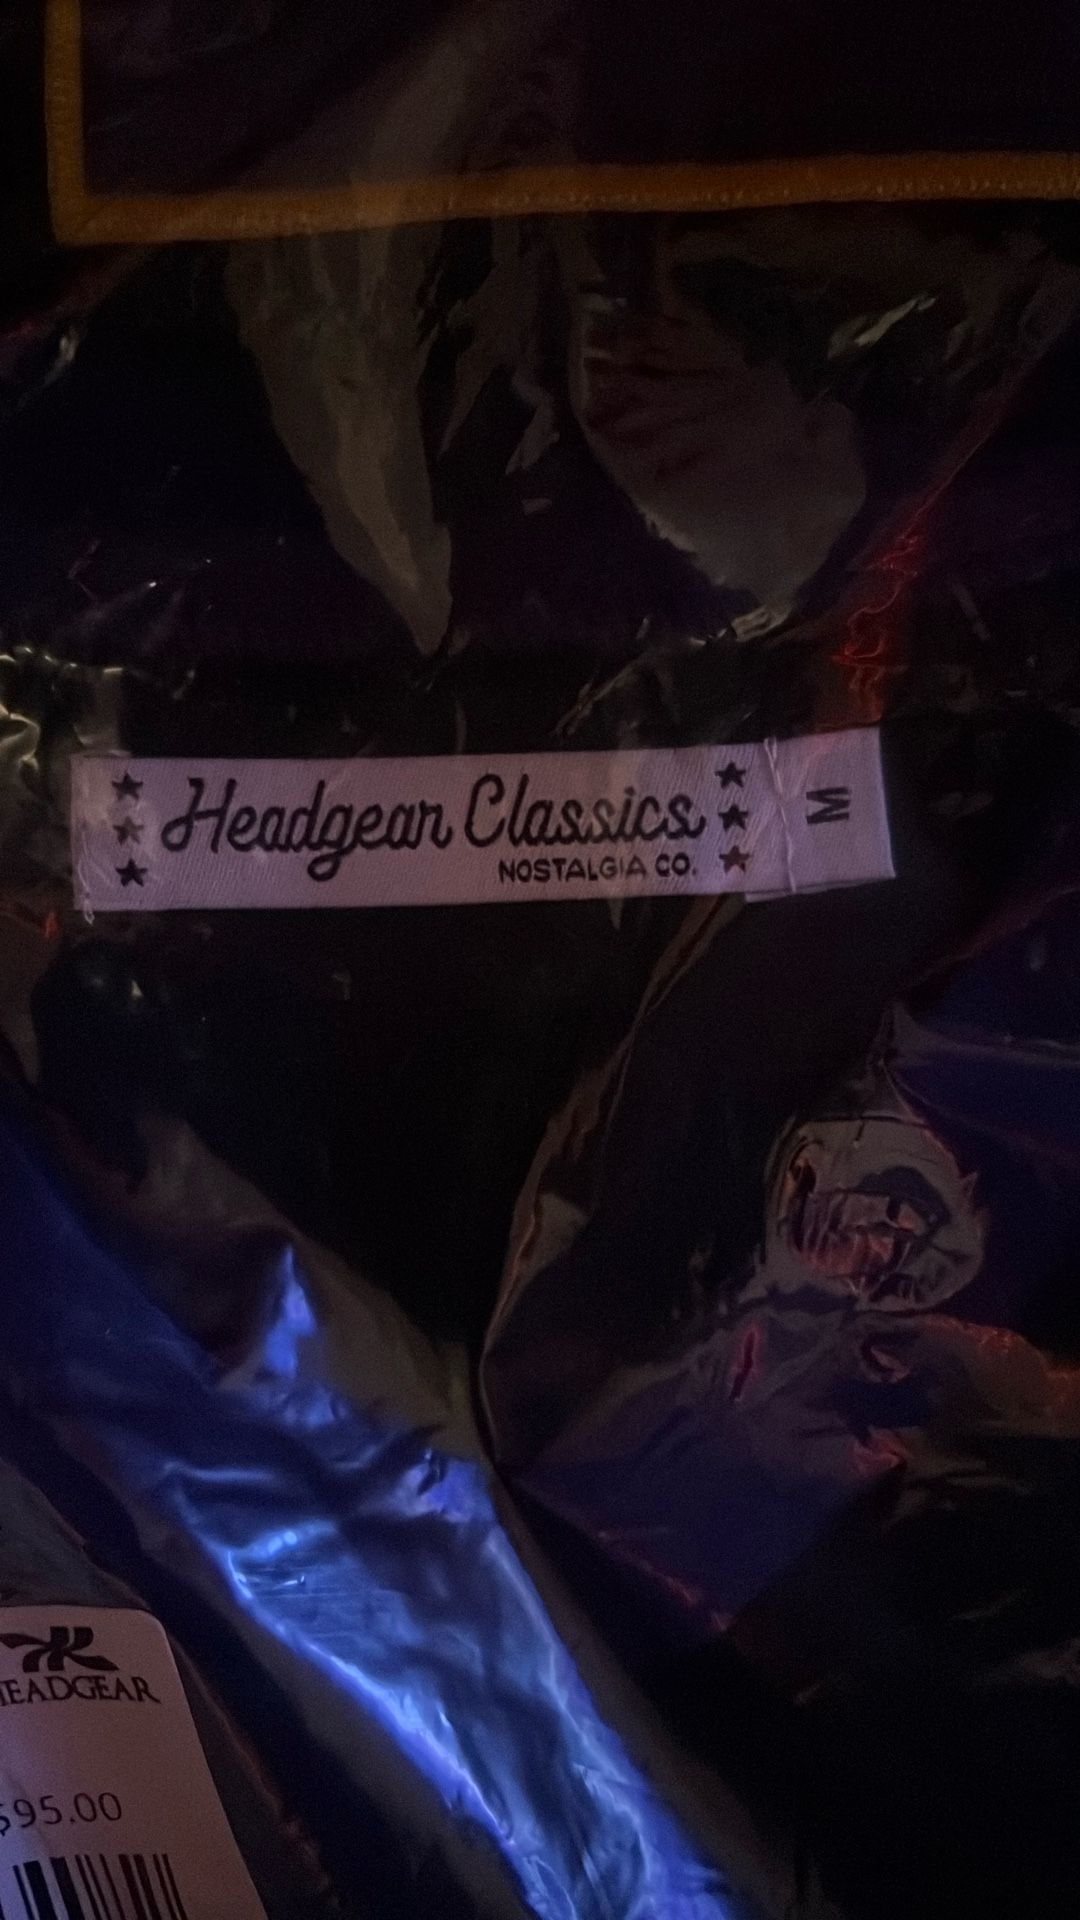 Headgear Classics
NOSTALGIA CO.
M
HEADGEAR
$95.00